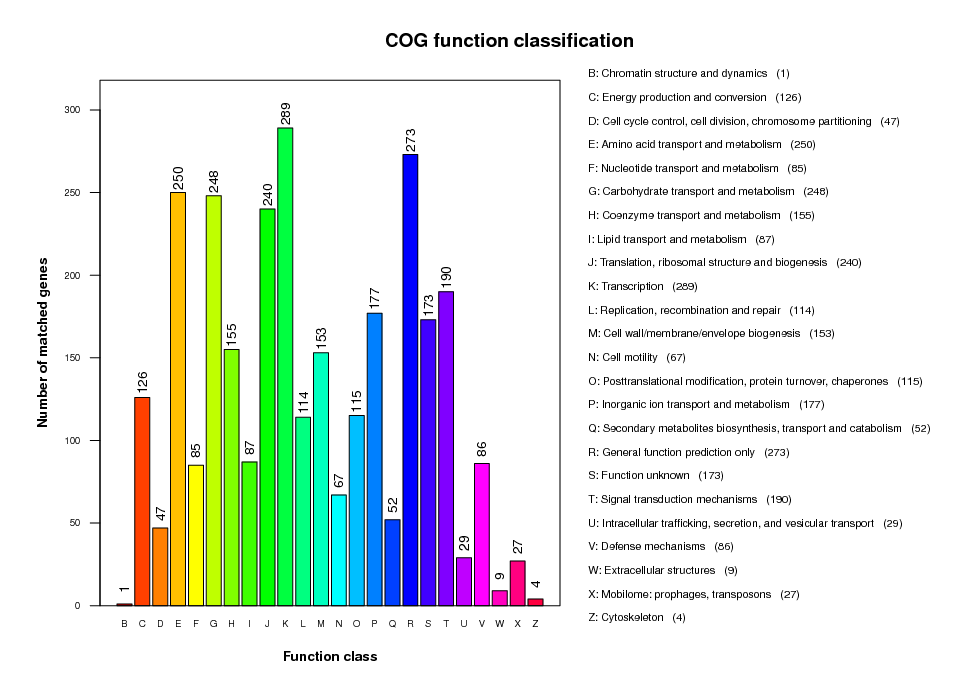 COG function classification
Number of matched genes
300
250
200
150
100
50
0
1
126
47
250
85
248
155
87
240
289
114
153
67
115
177
52
273
173
190
29
86
9
27
4
B C D E F G H I J K L M N O P Q R S T U V W X Z
Function class
B: Chromatin structure and dynamics (1)
C: Energy production and conversion (126)
D: Cell cycle control, cell division, chromosome partitioning (47)
E: Amino acid transport and metabolism (250)
F: Nucleotide transport and metabolism (85)
G: Carbohydrate transport and metabolism (248)
H: Coenzyme transport and metabolism (155)
I: Lipid transport and metabolism (87)
J: Translation, ribosomal structure and biogenesis (240)
K: Transcription (289)
L: Replication, recombination and repair (114)
M: Cell wall/membrane/envelope biogenesis (153)
N: Cell motility (67)
O: Posttranslational modification, protein turnover, chaperones (115)
P: Inorganic ion transport and metabolism (177)
Q: Secondary metabolites biosynthesis, transport and catabolism (52)
R: General function prediction only (273)
S: Function unknown (173)
T: Signal transduction mechanisms (190)
U: Intracellular trafficking, secretion, and vesicular transport (29)
V: Defense mechanisms (86)
W: Extracellular structures (9)
X: Mobilome: prophages, transposons (27)
Z: Cytoskeleton (4)